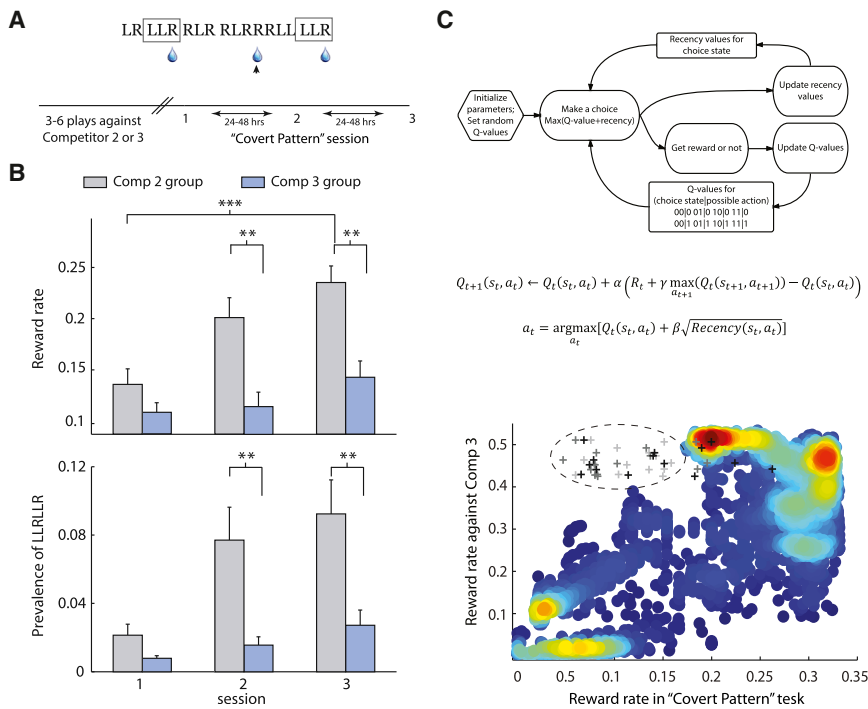 A
LR LLR RLR RLRRRLL LLR
3-6 plays against
Competitor 2 or 3
1
24-48 hrs
2
24-48 hrs
3
"Covert Pattern" session
B
Comp 2 group
Comp 3 group
***
**
**
0.25
0.2
0.15
0.1
Reward rate
**
**
0.12
0.08
0.04
0
Prevalence of LLRLLR
1
2
3
session
C
Recency values for
choice state
Initialize
parameters;
Set random
Q-values
Make a choice
Max(Q-value+recency)
Update recency
values
Get reward or not
Update Q-values
Q-values for
(choice state|possible action)
00|0 01|0 10|0 11|0
00|1 01|1 10|1 11|1
Q_{t+1}(s_t, a_t) ← Q_t(s_t, a_t) + α (R_t + γ max_{a_{t+1}}(Q_t(s_{t+1}, a_{t+1})) − Q_t(s_t, a_t))
a_t = argmax_{a_t}[Q_t(s_t, a_t) + β√Recency(s_t, a_t)]
0.5
0.4
0.3
0.2
0.1
Reward rate against Comp 3
0
0.05
0.1
0.15
0.2
0.25
0.3
0.35
Reward rate in "Covert Pattern" tesk